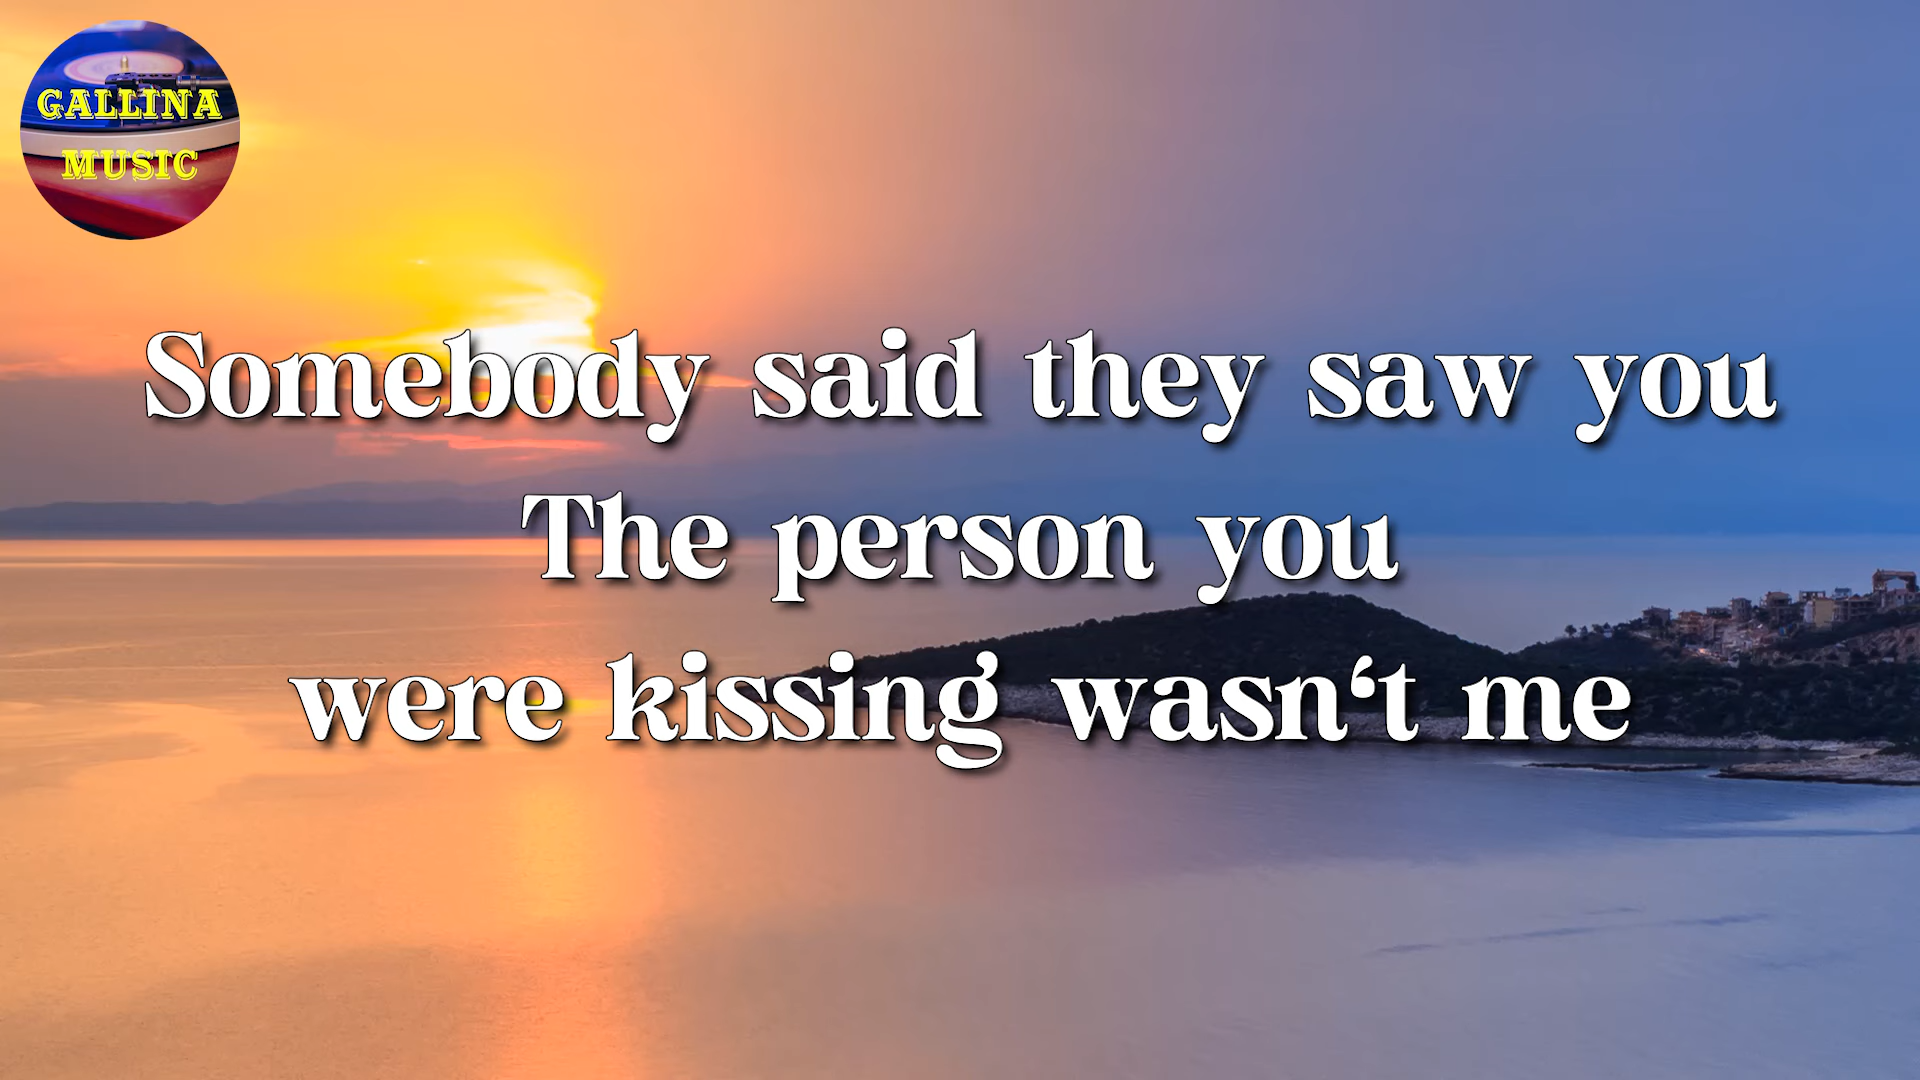 GALLINA
MUSIC
Somebody said they saw you
The person you
were kissing wasn‘t me